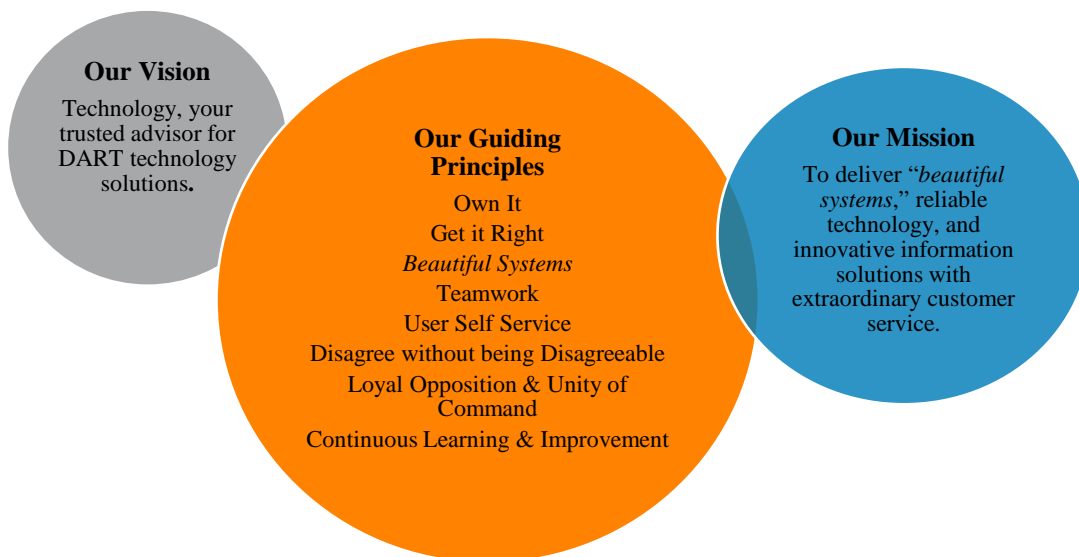 Our Vision
Technology, your
trusted advisor for
DART technology
solutions.
Our Guiding
Principles
Own It
Get it Right
Beautiful Systems
Teamwork
User Self Service
Disagree without being Disagreeable
Loyal Opposition & Unity of
Command
Continuous Learning & Improvement
Our Mission
To deliver “beautiful
systems,” reliable
technology, and
innovative information
solutions with
extraordinary customer
service.